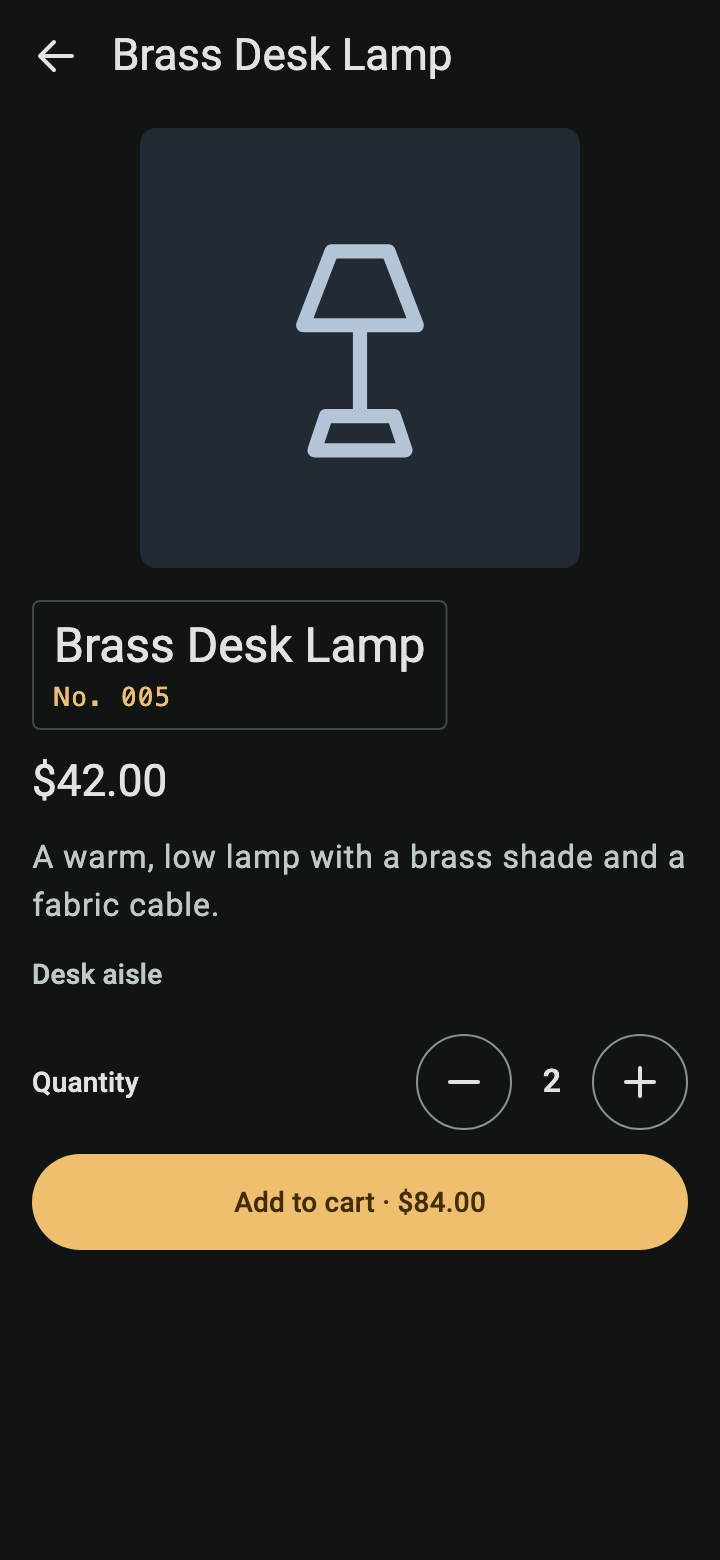 Brass Desk Lamp
Brass Desk Lamp
No. 005
$42.00
A warm, low lamp with a brass shade and a
fabric cable.
Desk aisle
Quantity
2
Add to cart · $84.00